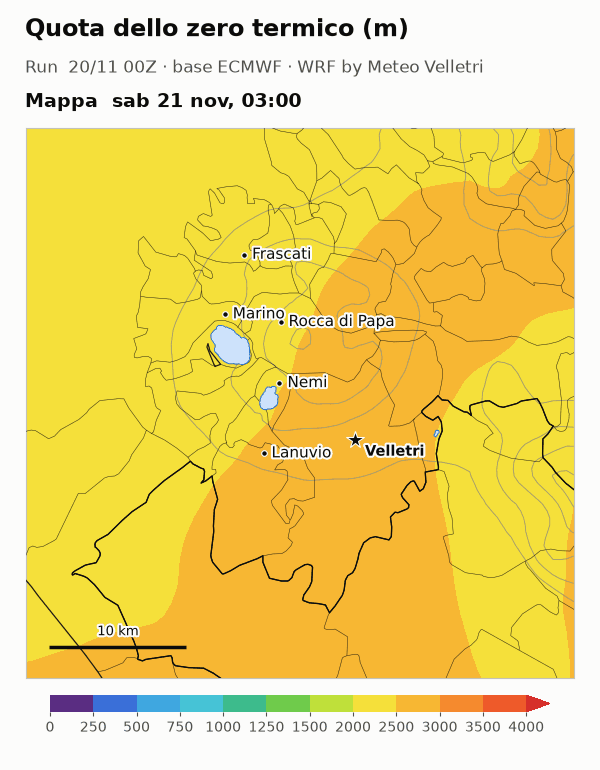 Quota dello zero termico (m)
Run  20/11 00Z · base ECMWF · WRF by Meteo Velletri
Mappa  sab 21 nov, 03:00
Frascati
Marino
Rocca di Papa
Nemi
Velletri
Lanuvio
10 km
0 250 500 750 1000 1250 1500 2000 2500 3000 3500 4000